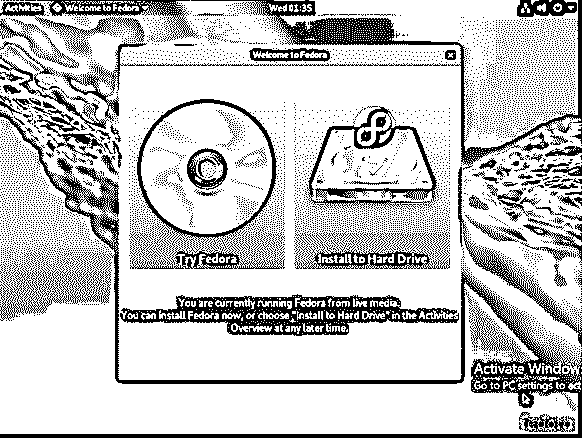 Activities Welcome to Fedora Wed 01:35
Welcome to Fedora
Try Fedora
Install to Hard Drive
You are currently running Fedora from live media.
You can install Fedora now, or choose "Install to Hard Drive" in the Activities
Overview at any later time.
Activate Window
Go to PC settings to act